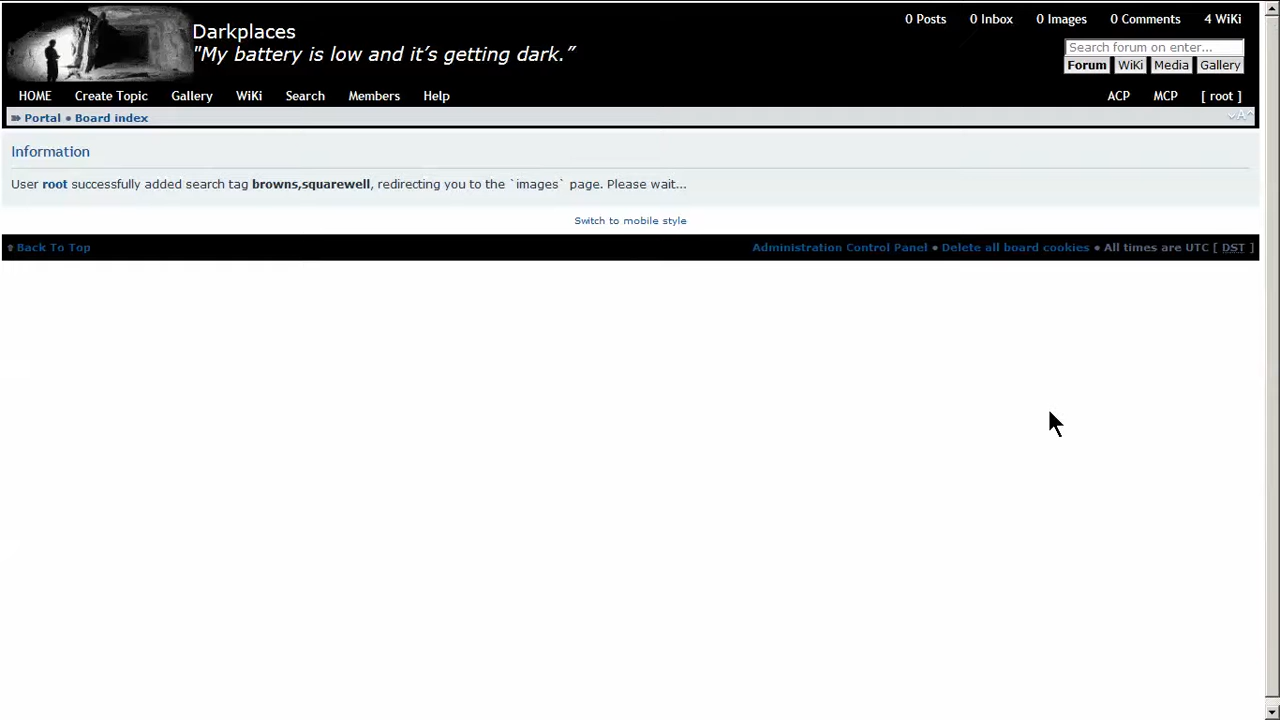 Darkplaces
"My battery is low and it’s getting dark.”
0 Posts 0 Inbox 0 Images 0 Comments 4 WiKi
Search forum on enter...
Forum WiKi Media Gallery
HOME Create Topic Gallery WiKi Search Members Help ACP MCP [ root ]
Portal • Board index
Information
User root successfully added search tag browns,squarewell, redirecting you to the `images` page. Please wait...
Switch to mobile style
Back To Top Administration Control Panel • Delete all board cookies • All times are UTC [ DST ]